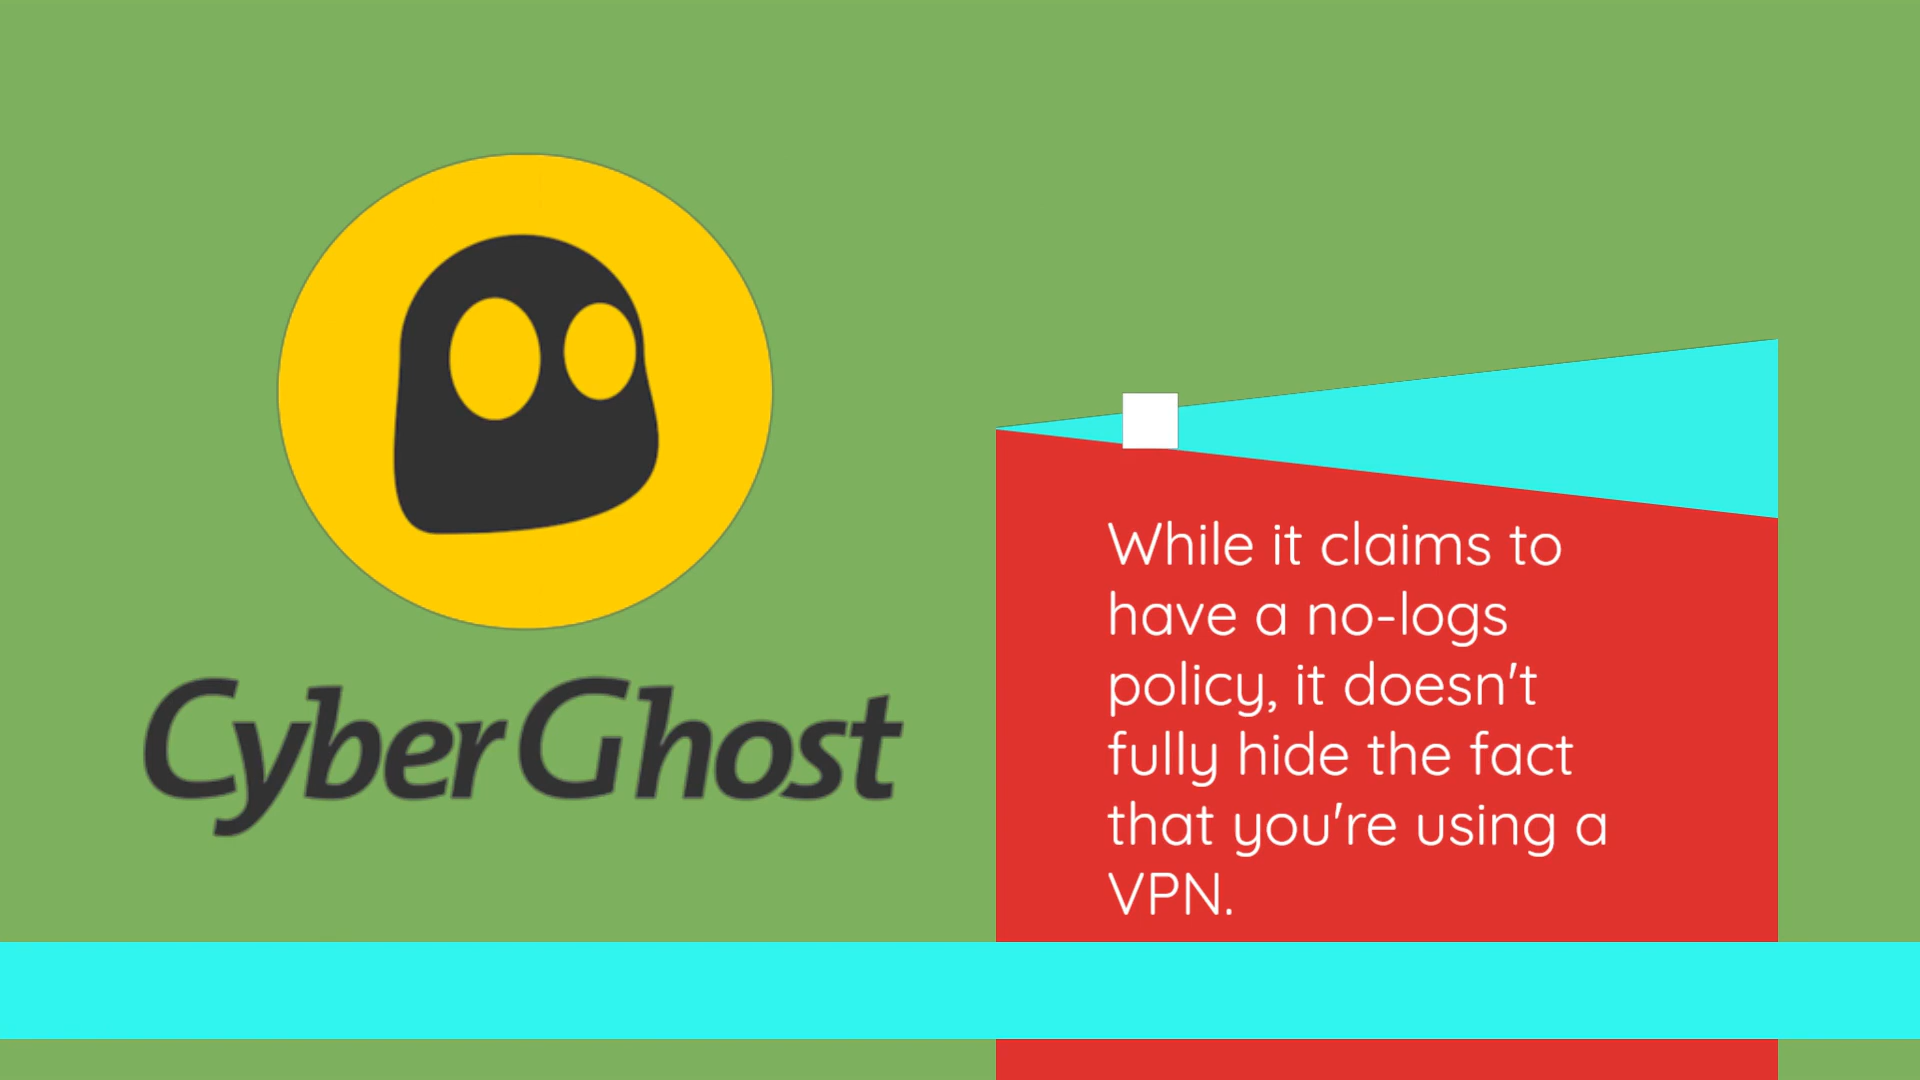 CyberGhost
While it claims to
have a no-logs
policy, it doesn't
fully hide the fact
that you're using a
VPN.